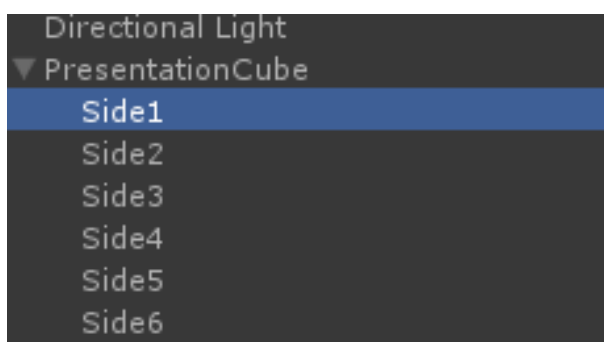 Directional Light
PresentationCube
Side1
Side2
Side3
Side4
Side5
Side6